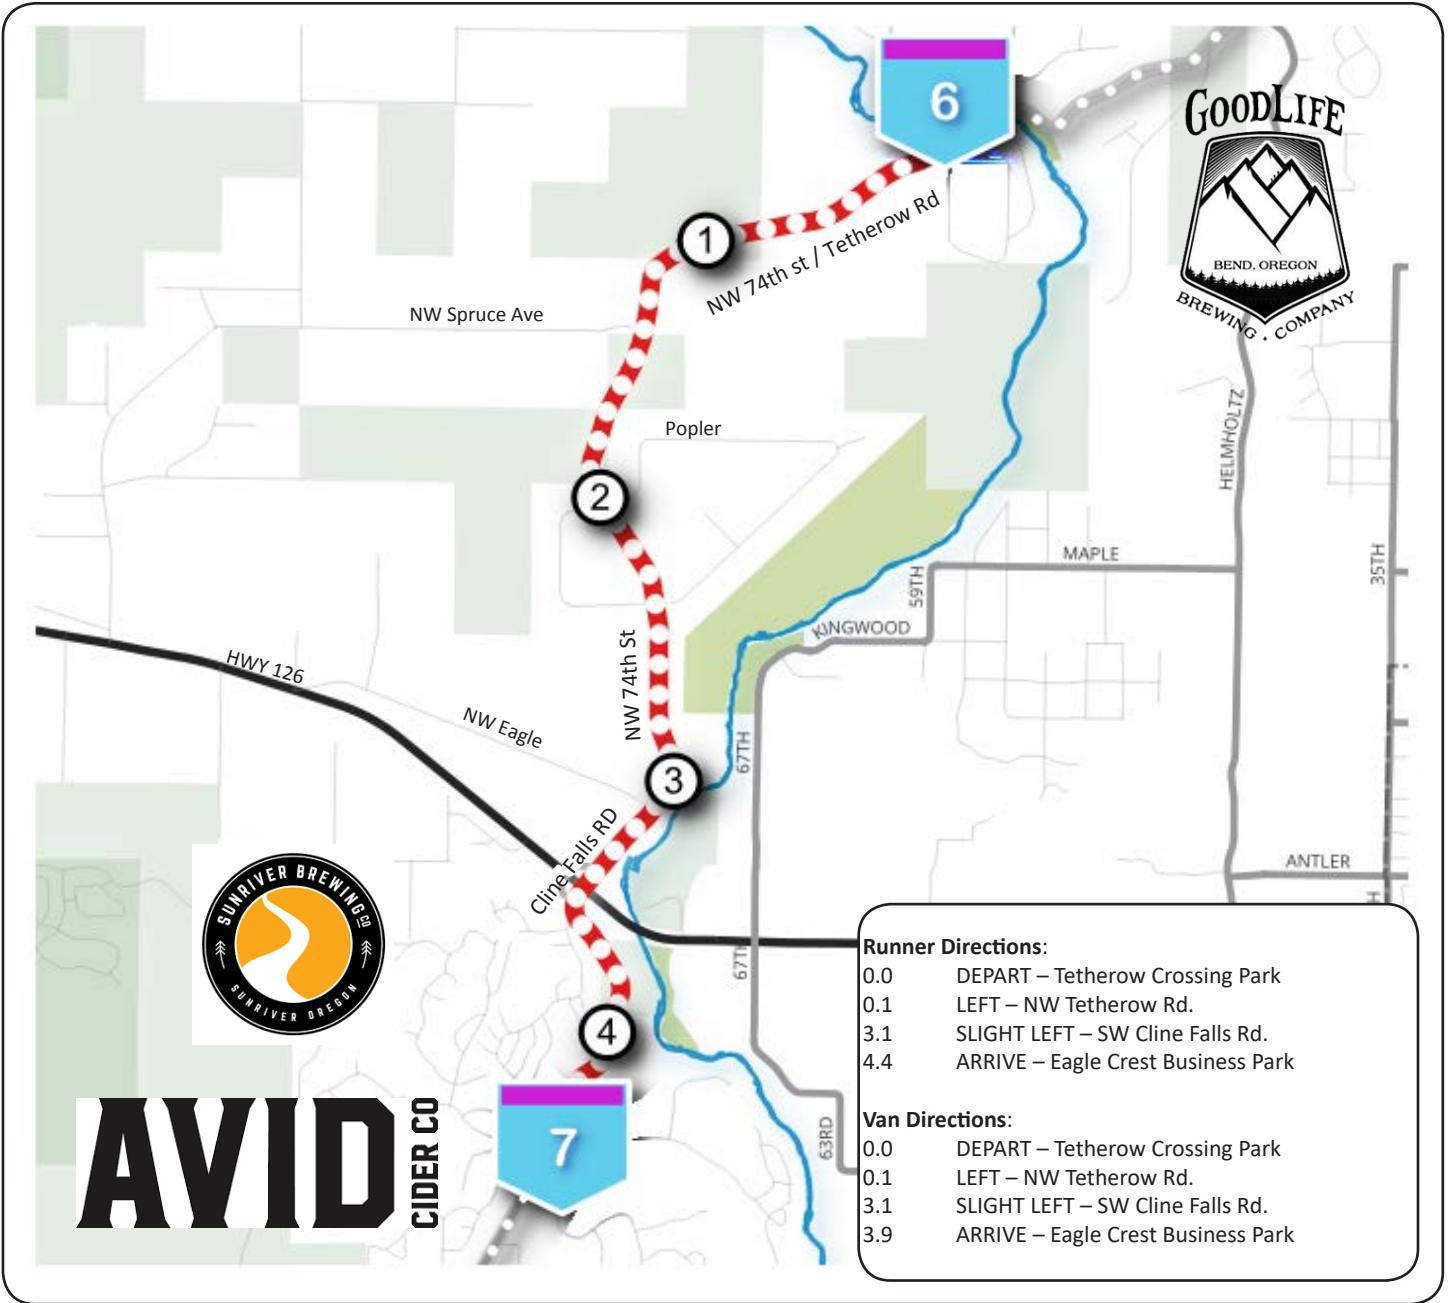 6
GOODLIFE
BEND, OREGON
BREWING . COMPANY
1
NW 74th st / Tetherow Rd
NW Spruce Ave
Popler
2
HELMHOLTZ
MAPLE
35TH
59TH
KINGWOOD
HWY 126
NW 74th St
NW Eagle
67TH
3
Cline Falls RD
ANTLER
H
SUNRIVER BREWING CO
SUNRIVER OREGON
67TH
4
AVID
CIDER CO
7
63RD
Runner Directions:
0.0 DEPART – Tetherow Crossing Park
0.1 LEFT – NW Tetherow Rd.
3.1 SLIGHT LEFT – SW Cline Falls Rd.
4.4 ARRIVE – Eagle Crest Business Park
Van Directions:
0.0 DEPART – Tetherow Crossing Park
0.1 LEFT – NW Tetherow Rd.
3.1 SLIGHT LEFT – SW Cline Falls Rd.
3.9 ARRIVE – Eagle Crest Business Park